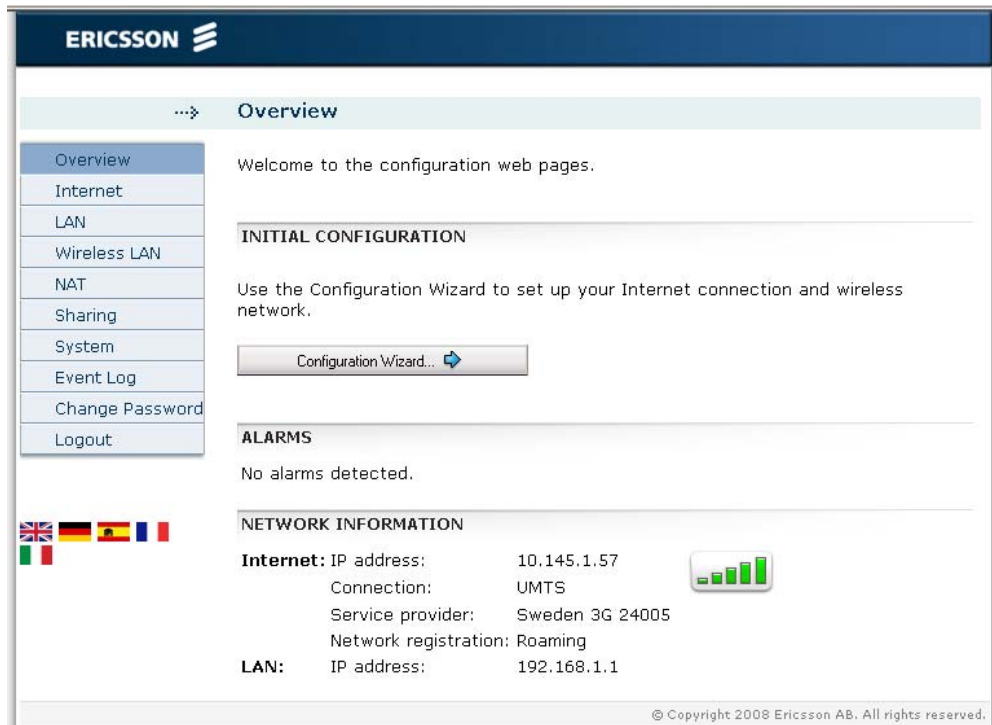 ERICSSON
Overview
Overview
Internet
LAN
Wireless LAN
NAT
Sharing
System
Event Log
Change Password
Logout
Welcome to the configuration web pages.
INITIAL CONFIGURATION
Use the Configuration Wizard to set up your Internet connection and wireless
network.
Configuration Wizard...
ALARMS
No alarms detected.
NETWORK INFORMATION
Internet: IP address: 10.145.1.57
Connection: UMTS
Service provider: Sweden 3G 24005
Network registration: Roaming
LAN: IP address: 192.168.1.1
© Copyright 2008 Ericsson AB. All rights reserved.